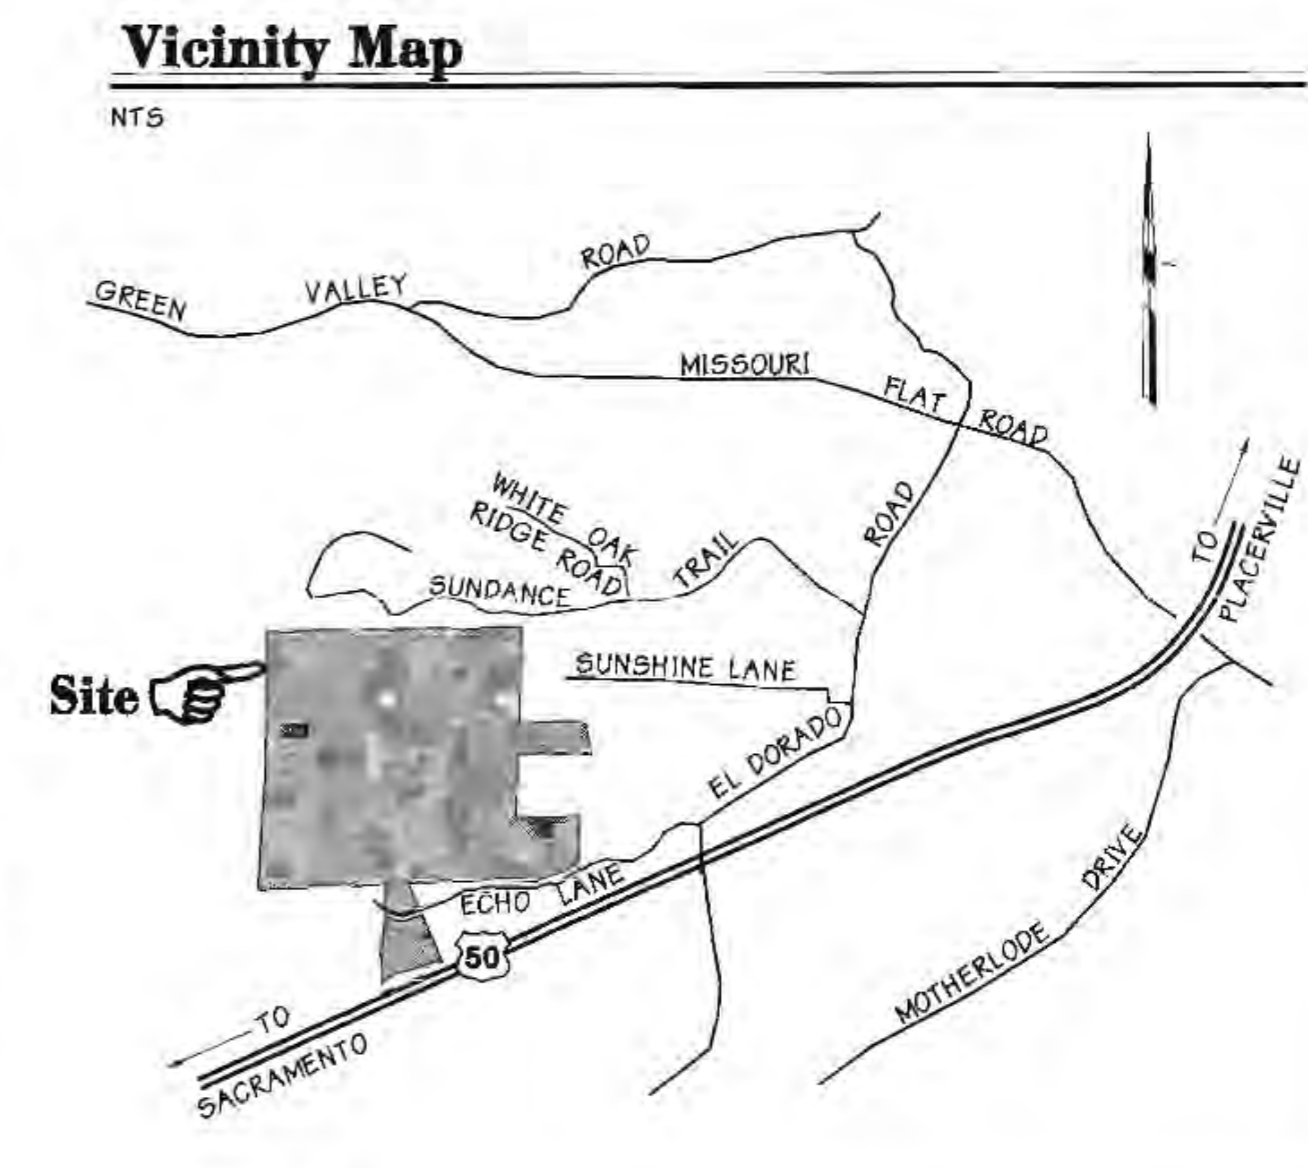 Vicinity Map
NTS
GREEN VALLEY ROAD
MISSOURI FLAT ROAD
WHITE OAK
RIDGE ROAD
SUNDANCE TRAIL
ROAD
TO
PLACERVILLE
Site
SUNSHINE LANE
EL DORADO
ECHO LANE
50
DRIVE
MOTHERLODE
TO
SACRAMENTO